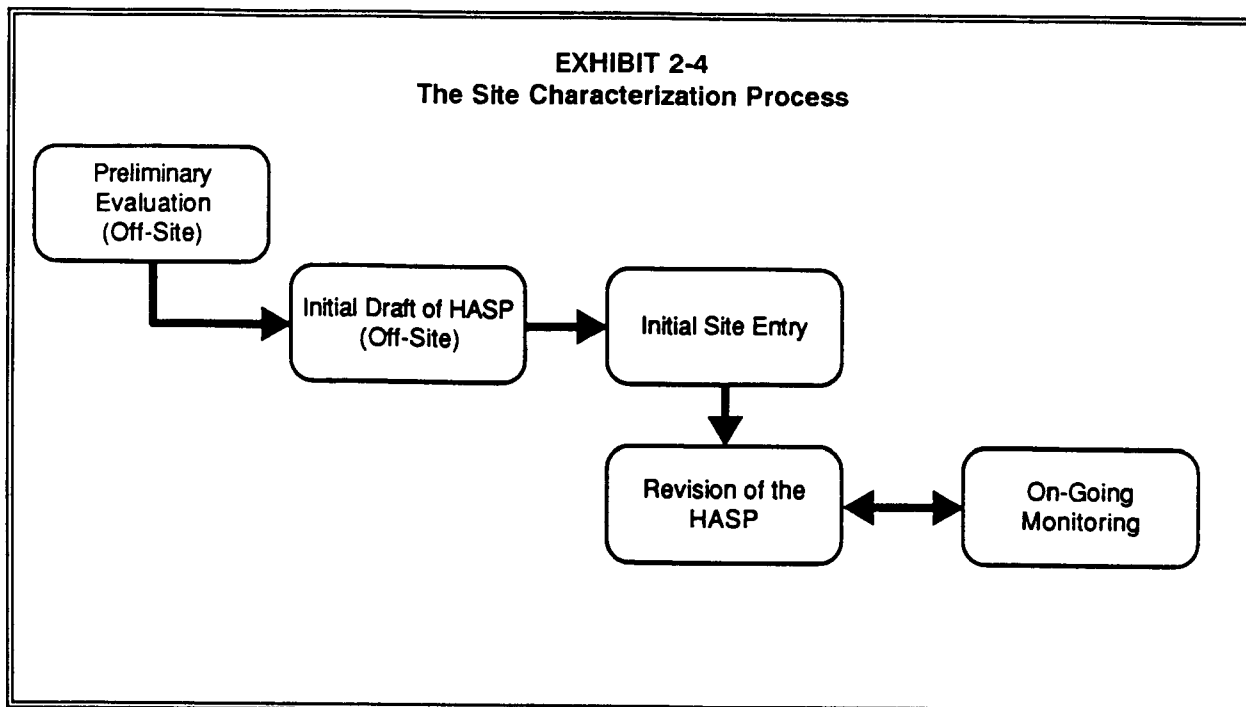 EXHIBIT 2-4
The Site Characterization Process
Preliminary
Evaluation
(Off-Site)
Initial Draft of HASP
(Off-Site)
Initial Site Entry
Revision of the
HASP
On-Going
Monitoring